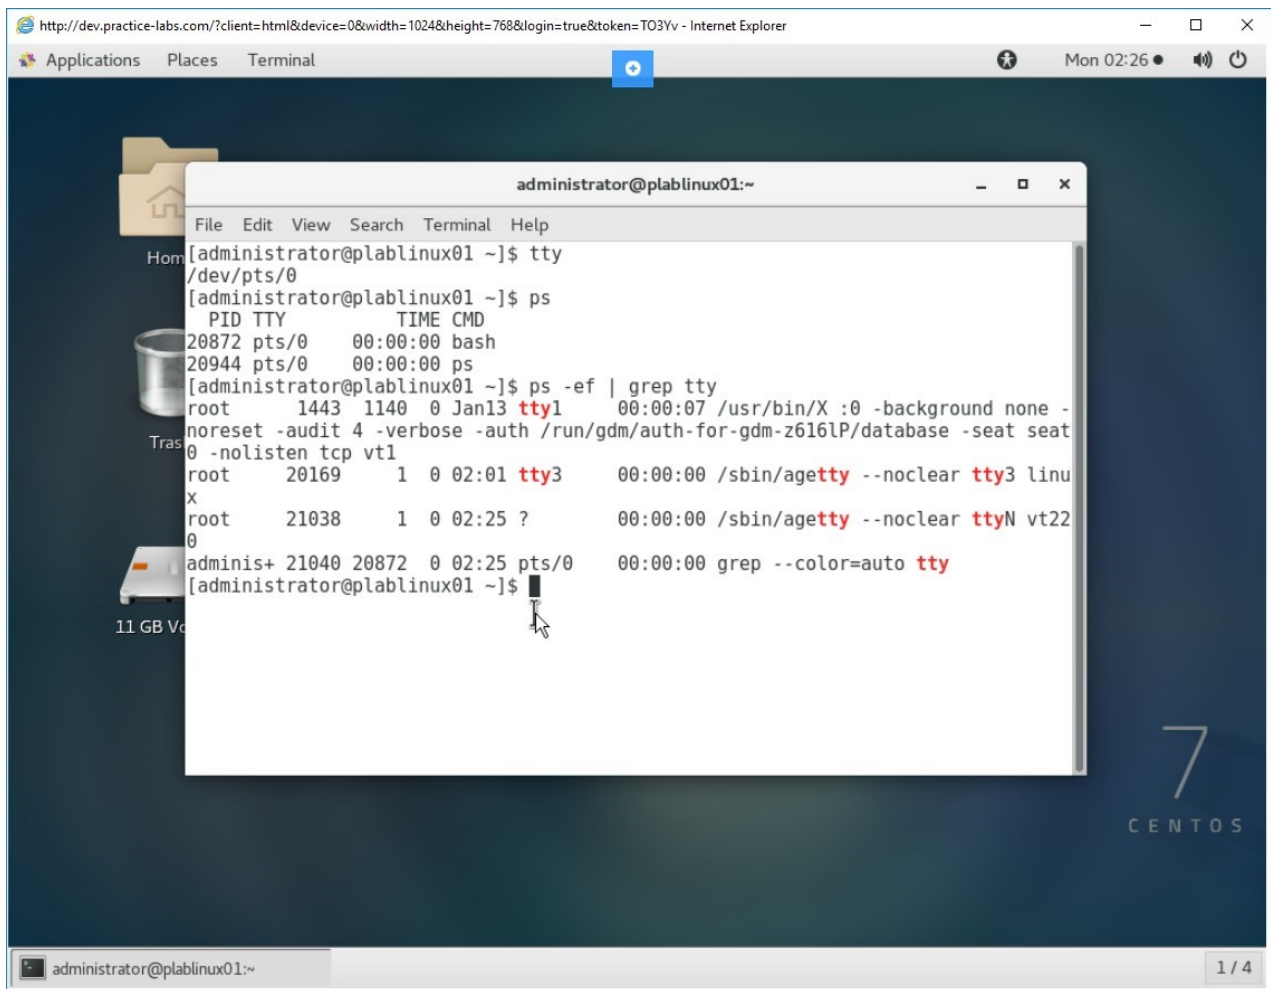 http://dev.practice-labs.com/?client=html&device=0&width=1024&height=768&login=true&token=TO3Yv - Internet Explorer
Applications Places Terminal Mon 02:26
administrator@plablinux01:~
File Edit View Search Terminal Help
[administrator@plablinux01 ~]$ tty
/dev/pts/0
[administrator@plablinux01 ~]$ ps
  PID TTY          TIME CMD
20872 pts/0    00:00:00 bash
20944 pts/0    00:00:00 ps
[administrator@plablinux01 ~]$ ps -ef | grep tty
root      1443  1140  0 Jan13 tty1     00:00:07 /usr/bin/X :0 -background none -
noreset -audit 4 -verbose -auth /run/gdm/auth-for-gdm-z616lP/database -seat seat
0 -nolisten tcp vt1
root     20169     1  0 02:01 tty3     00:00:00 /sbin/agetty --noclear tty3 linu
x
root     21038     1  0 02:25 ?        00:00:00 /sbin/agetty --noclear ttyN vt22
0
adminis+ 21040 20872  0 02:25 pts/0    00:00:00 grep --color=auto tty
[administrator@plablinux01 ~]$
Hom
Tras
11 GB Vo
7
CENTOS
administrator@plablinux01:~
1 / 4